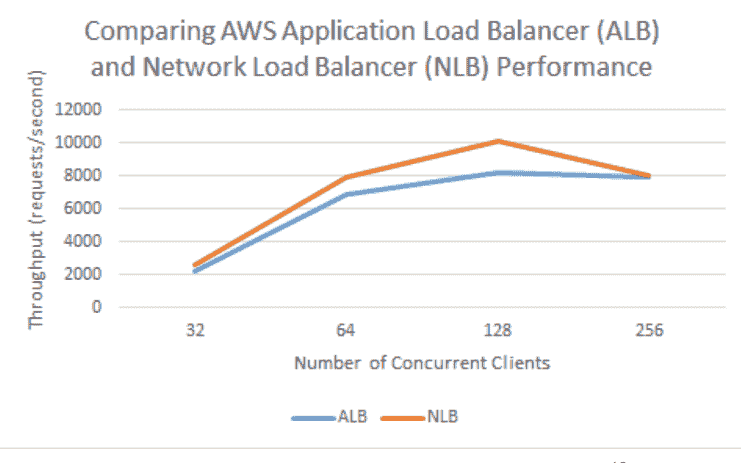 Comparing AWS Application Load Balancer (ALB)
and Network Load Balancer (NLB) Performance
Throughput (requests/second)
12000
10000
8000
6000
4000
2000
0
32 64 128 256
Number of Concurrent Clients
ALB NLB